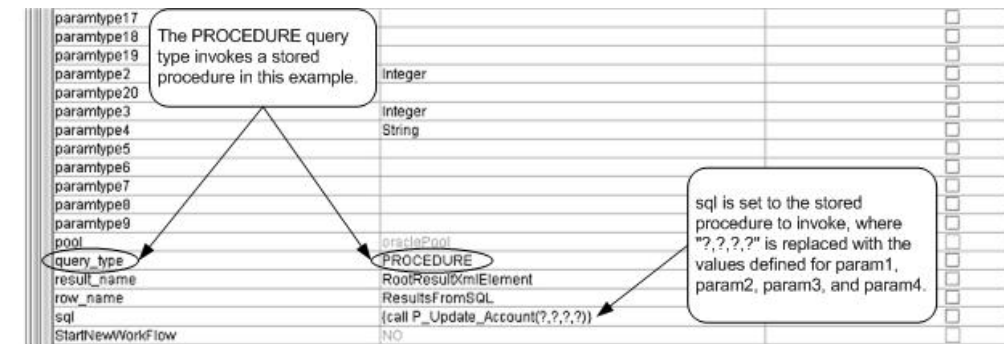 paramtype17
paramtype18
paramtype19
paramtype2 Integer
paramtype20
paramtype3 Integer
paramtype4 String
paramtype5
paramtype6
paramtype7
paramtype8
paramtype9
pool oraclePool
query_type PROCEDURE
result_name RootResultXmlElement
row_name ResultsFromSQL
sql {call P_Update_Account(?,?,?,?)}
StartNewWorkFlow NO
The PROCEDURE query
type invokes a stored
procedure in this example.
sql is set to the stored
procedure to invoke, where
"?,?,?,?" is replaced with the
values defined for param1,
param2, param3, and param4.